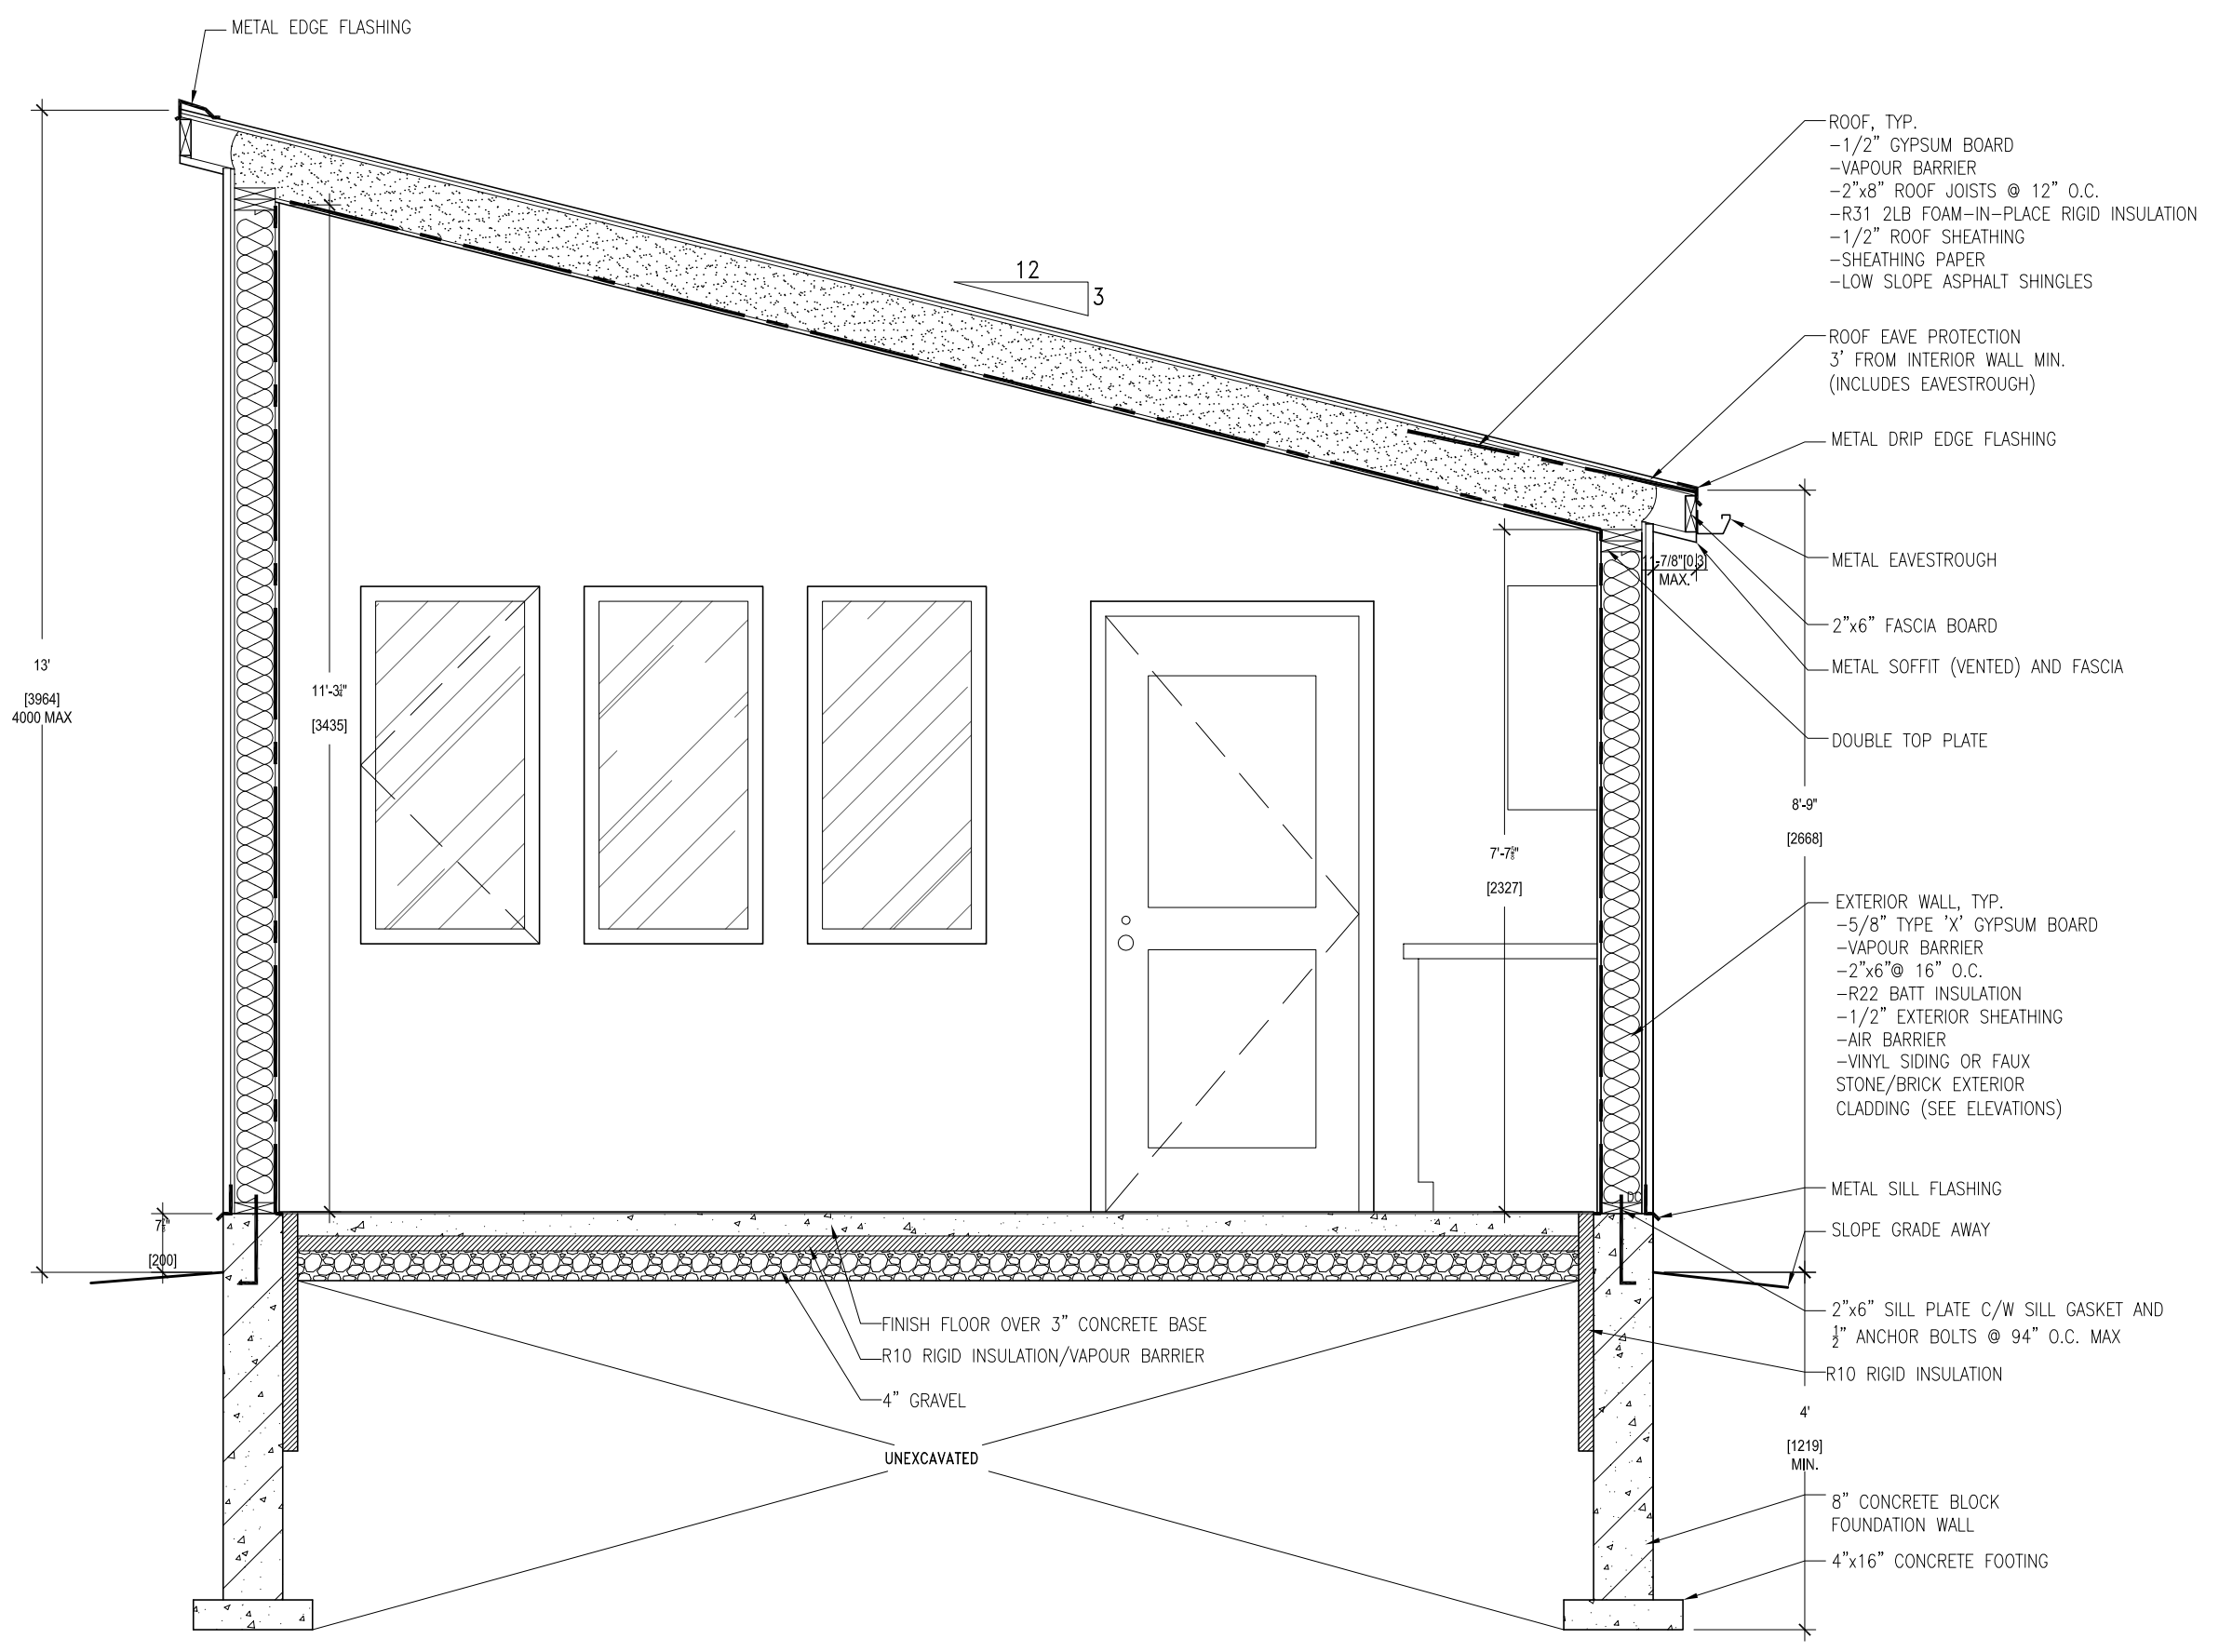 METAL EDGE FLASHING
ROOF, TYP.
-1/2" GYPSUM BOARD
-VAPOUR BARRIER
-2"x8" ROOF JOISTS @ 12" O.C.
-R31 2LB FOAM-IN-PLACE RIGID INSULATION
-1/2" ROOF SHEATHING
-SHEATHING PAPER
-LOW SLOPE ASPHALT SHINGLES
12
3
ROOF EAVE PROTECTION
3' FROM INTERIOR WALL MIN.
(INCLUDES EAVESTROUGH)
METAL DRIP EDGE FLASHING
METAL EAVESTROUGH
11-7/8"[0.3]
MAX.
2"x6" FASCIA BOARD
METAL SOFFIT (VENTED) AND FASCIA
DOUBLE TOP PLATE
13'
[3964]
4000 MAX
11'-3¼"
[3435]
7'-7⅝"
[2327]
8'-9"
[2668]
EXTERIOR WALL, TYP.
-5/8" TYPE 'X' GYPSUM BOARD
-VAPOUR BARRIER
-2"x6"@ 16" O.C.
-R22 BATT INSULATION
-1/2" EXTERIOR SHEATHING
-AIR BARRIER
-VINYL SIDING OR FAUX
STONE/BRICK EXTERIOR
CLADDING (SEE ELEVATIONS)
METAL SILL FLASHING
SLOPE GRADE AWAY
[200]
2"x6" SILL PLATE C/W SILL GASKET AND
½" ANCHOR BOLTS @ 94" O.C. MAX
R10 RIGID INSULATION
FINISH FLOOR OVER 3" CONCRETE BASE
R10 RIGID INSULATION/VAPOUR BARRIER
4" GRAVEL
UNEXCAVATED
4'
[1219]
MIN.
8" CONCRETE BLOCK
FOUNDATION WALL
4"x16" CONCRETE FOOTING